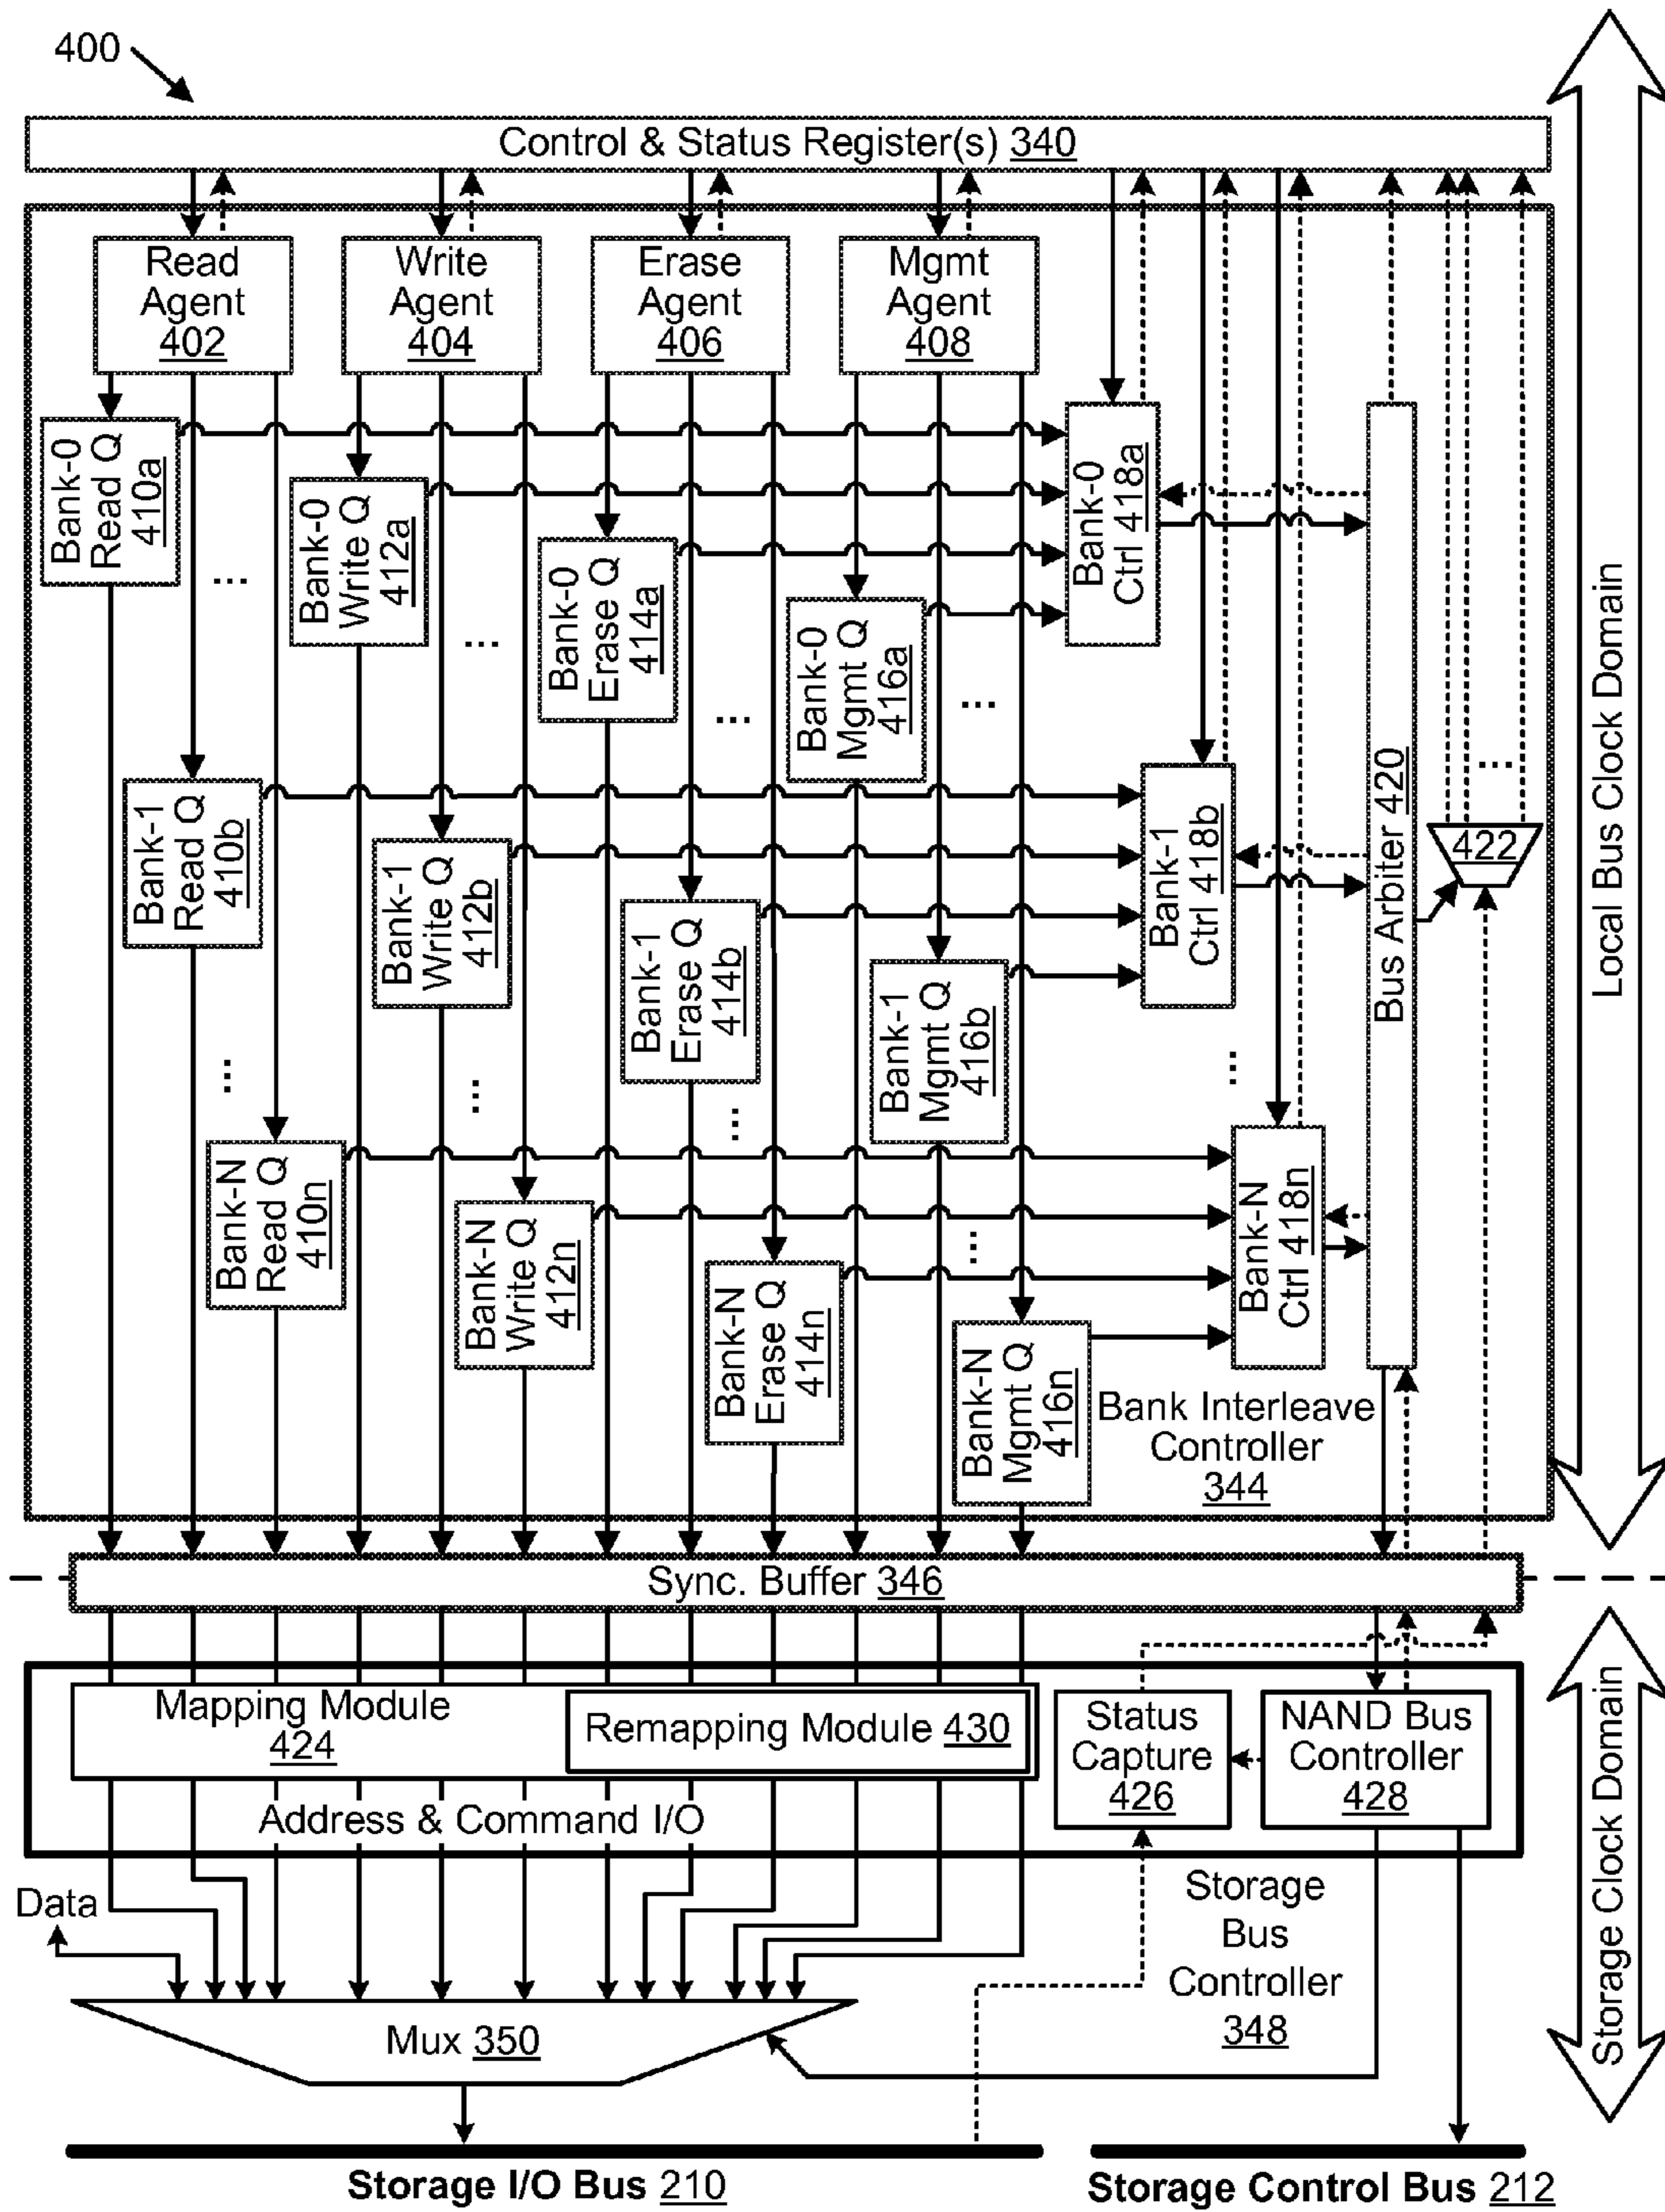 400
Control & Status Register(s) 340
Read
Agent
402
Write
Agent
404
Erase
Agent
406
Mgmt
Agent
408
Bank-0
Read Q
410a
...
Bank-0
Write Q
412a
...
Bank-0
Erase Q
414a
...
Bank-0
Mgmt Q
416a
...
Bank-0
Ctrl 418a
Bank-1
Read Q
410b
...
Bank-1
Write Q
412b
...
Bank-1
Erase Q
414b
...
Bank-1
Mgmt Q
416b
...
Bank-1
Ctrl 418b
...
Bus Arbiter 420
...
422
Bank-N
Read Q
410n
Bank-N
Write Q
412n
Bank-N
Erase Q
414n
Bank-N
Mgmt Q
416n
Bank-N
Ctrl 418n
Bank Interleave
Controller
344
Local Bus Clock Domain
Sync. Buffer 346
Mapping Module
424
Remapping Module 430
Status
Capture
426
NAND Bus
Controller
428
Address & Command I/O
Storage Clock Domain
Data
Storage
Bus
Controller
348
Mux 350
Storage I/O Bus 210
Storage Control Bus 212